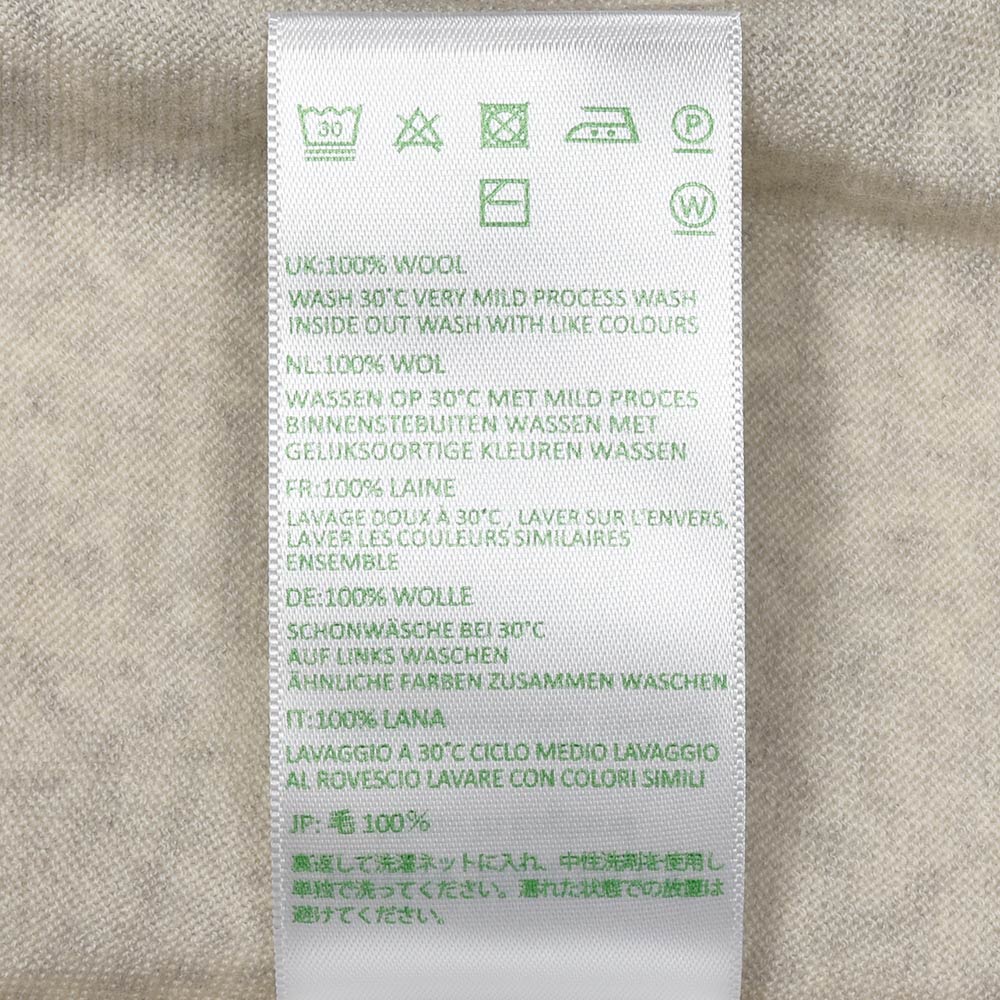 30 P
W
UK:100% WOOL
WASH 30°C VERY MILD PROCESS WASH
INSIDE OUT WASH WITH LIKE COLOURS
NL:100% WOL
WASSEN OP 30°C MET MILD PROCES
BINNENSTEBUITEN WASSEN MET
GELIJKSOORTIGE KLEUREN WASSEN
FR:100% LAINE
LAVAGE DOUX À 30°C , LAVER SUR L'ENVERS,
LAVER LES COULEURS SIMILAIRES
ENSEMBLE
DE:100% WOLLE
SCHONWÄSCHE BEI 30°C
AUF LINKS WASCHEN
ÄHNLICHE FARBEN ZUSAMMEN WASCHEN
IT:100% LANA
LAVAGGIO A 30°C CICLO MEDIO LAVAGGIO
AL ROVESCIO LAVARE CON COLORI SIMILI
JP: 毛 100%
裏返して洗濯ネットに入れ、中性洗剤を使用し
単独で洗ってください。濡れた状態での放置は
避けてください。